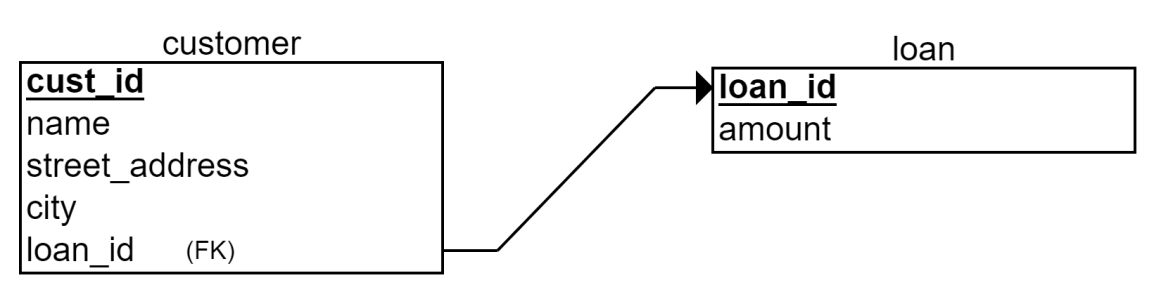 customer
cust_id
name
street_address
city
loan_id (FK)
loan
loan_id
amount